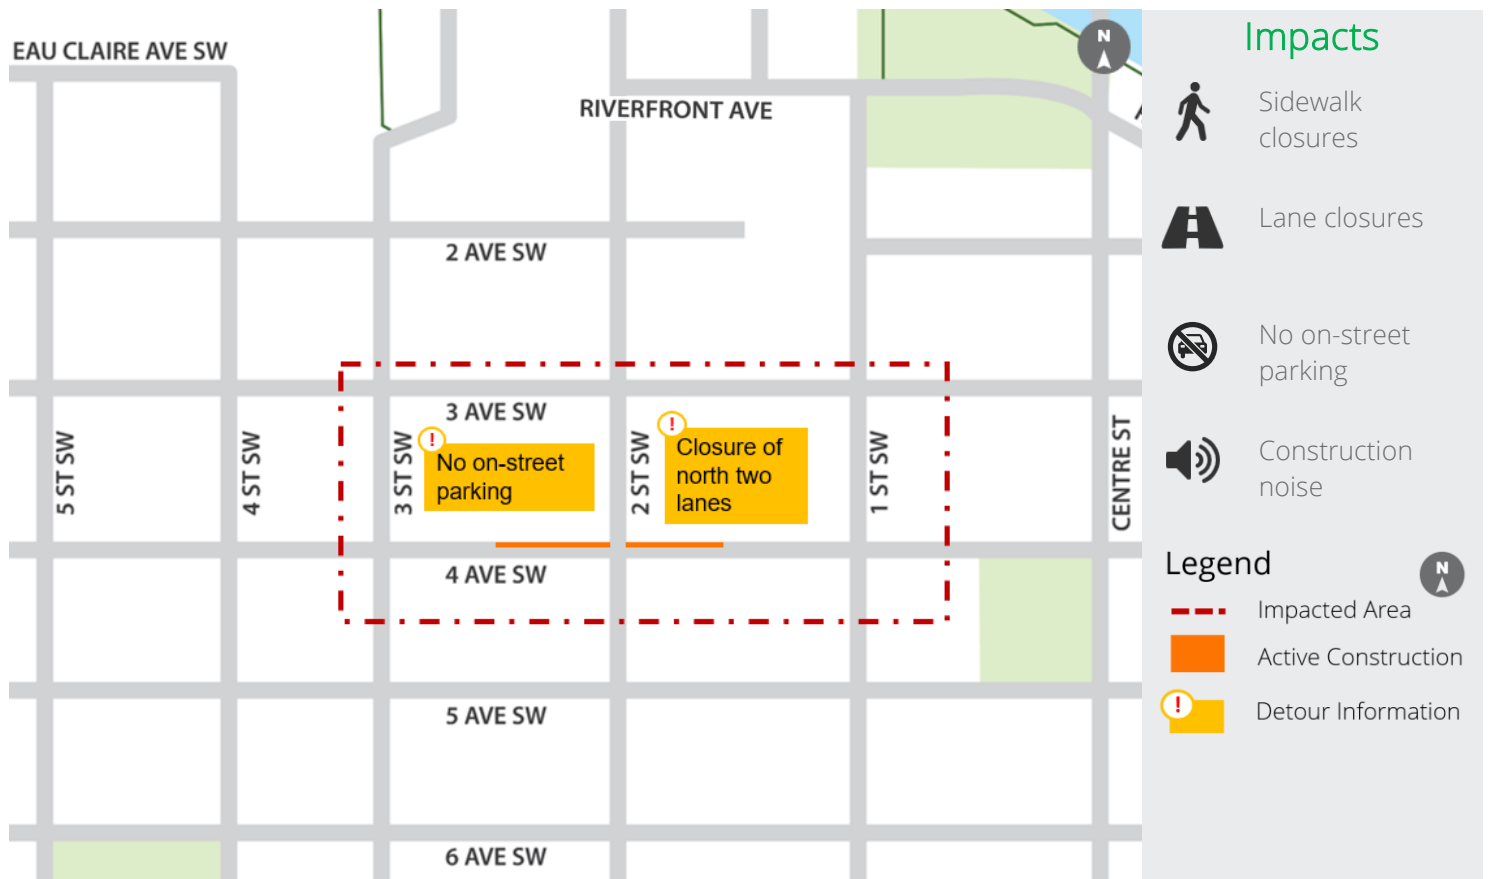 EAU CLAIRE AVE SW
RIVERFRONT AVE
N
2 AVE SW
3 AVE SW
5 ST SW
4 ST SW
3 ST SW
!
No on-street
parking
2 ST SW
!
Closure of
north two
lanes
1 ST SW
CENTRE ST
4 AVE SW
5 AVE SW
6 AVE SW
Impacts
Sidewalk
closures
Lane closures
No on-street
parking
Construction
noise
Legend
N
Impacted Area
Active Construction
!
Detour Information